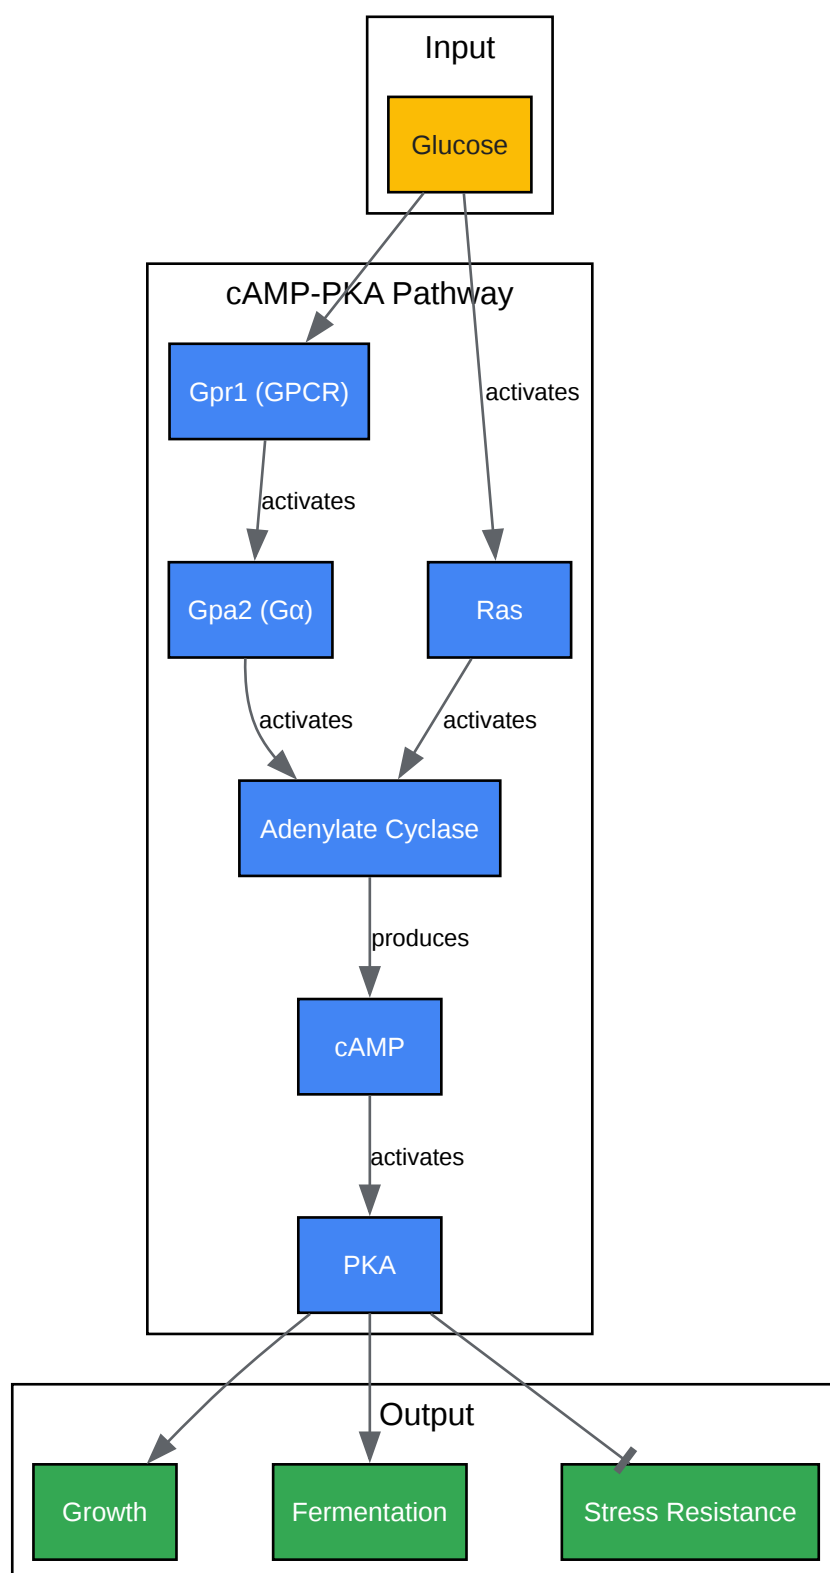 Input
Glucose
cAMP-PKA Pathway
Gpr1 (GPCR)
activates
activates
Gpa2 (Gα)
Ras
activates
activates
Adenylate Cyclase
produces
cAMP
activates
PKA
Output
Growth
Fermentation
Stress Resistance